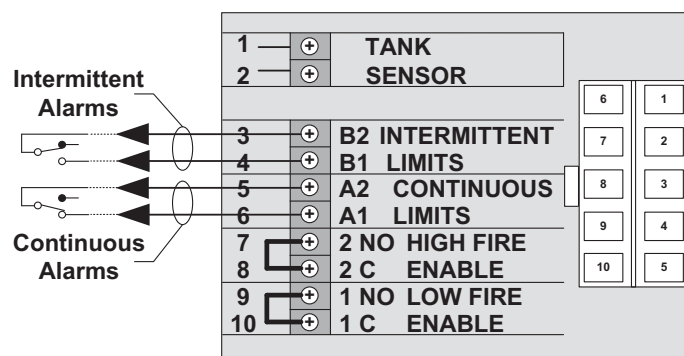 1 TANK
2 SENSOR
Intermittent
Alarms
3 B2 INTERMITTENT
4 B1 LIMITS
5 A2 CONTINUOUS
6 A1 LIMITS
Continuous
Alarms
7 2 NO HIGH FIRE
8 2 C ENABLE
9 1 NO LOW FIRE
10 1 C ENABLE
6 1
7 2
8 3
9 4
10 5